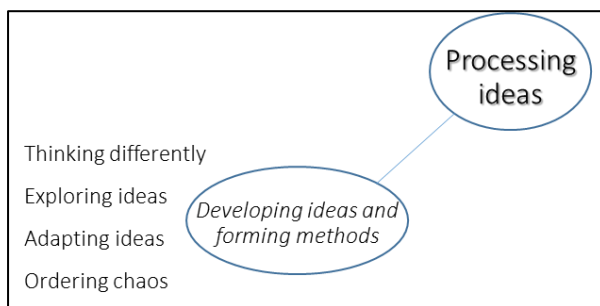 Processing
ideas
Thinking differently
Exploring ideas
Adapting ideas
Ordering chaos
Developing ideas and
forming methods